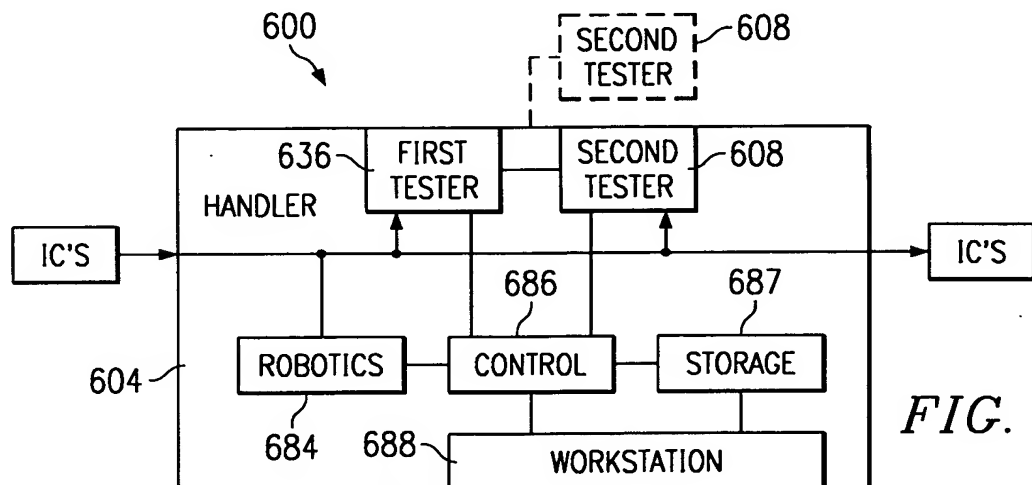 600
SECOND
TESTER
608
636
FIRST
TESTER
SECOND
TESTER
608
HANDLER
IC'S
IC'S
686
687
ROBOTICS
CONTROL
STORAGE
604
684
688
WORKSTATION
FIG.